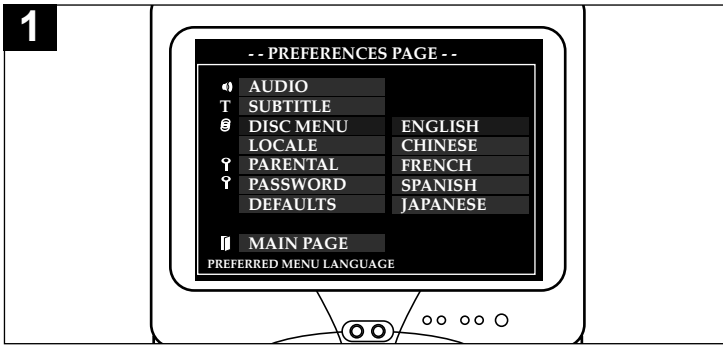 1
- - PREFERENCES PAGE - -
AUDIO
T SUBTITLE
DISC MENU ENGLISH
LOCALE CHINESE
PARENTAL FRENCH
PASSWORD SPANISH
DEFAULTS JAPANESE
MAIN PAGE
PREFERRED MENU LANGUAGE